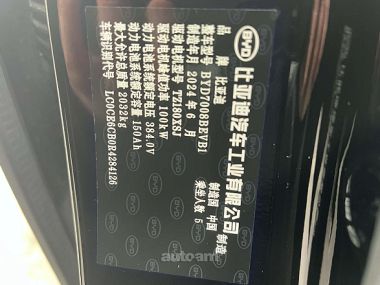 BYD
比亚迪汽车工业有限公司 制造
品牌 比亚迪 制造国 中国
整车型号 BYD7008BEVB1 乘坐人数 5
制造年月 2024年6月
驱动电机型号 TZ180XSJ
驱动电机峰值功率 100kW
动力电池系统额定电压 384.0V
动力电池系统额定容量 150Ah
最大允许总质量 2032kg
车辆识别代号 LC0CE6CB0R4284126
autoam